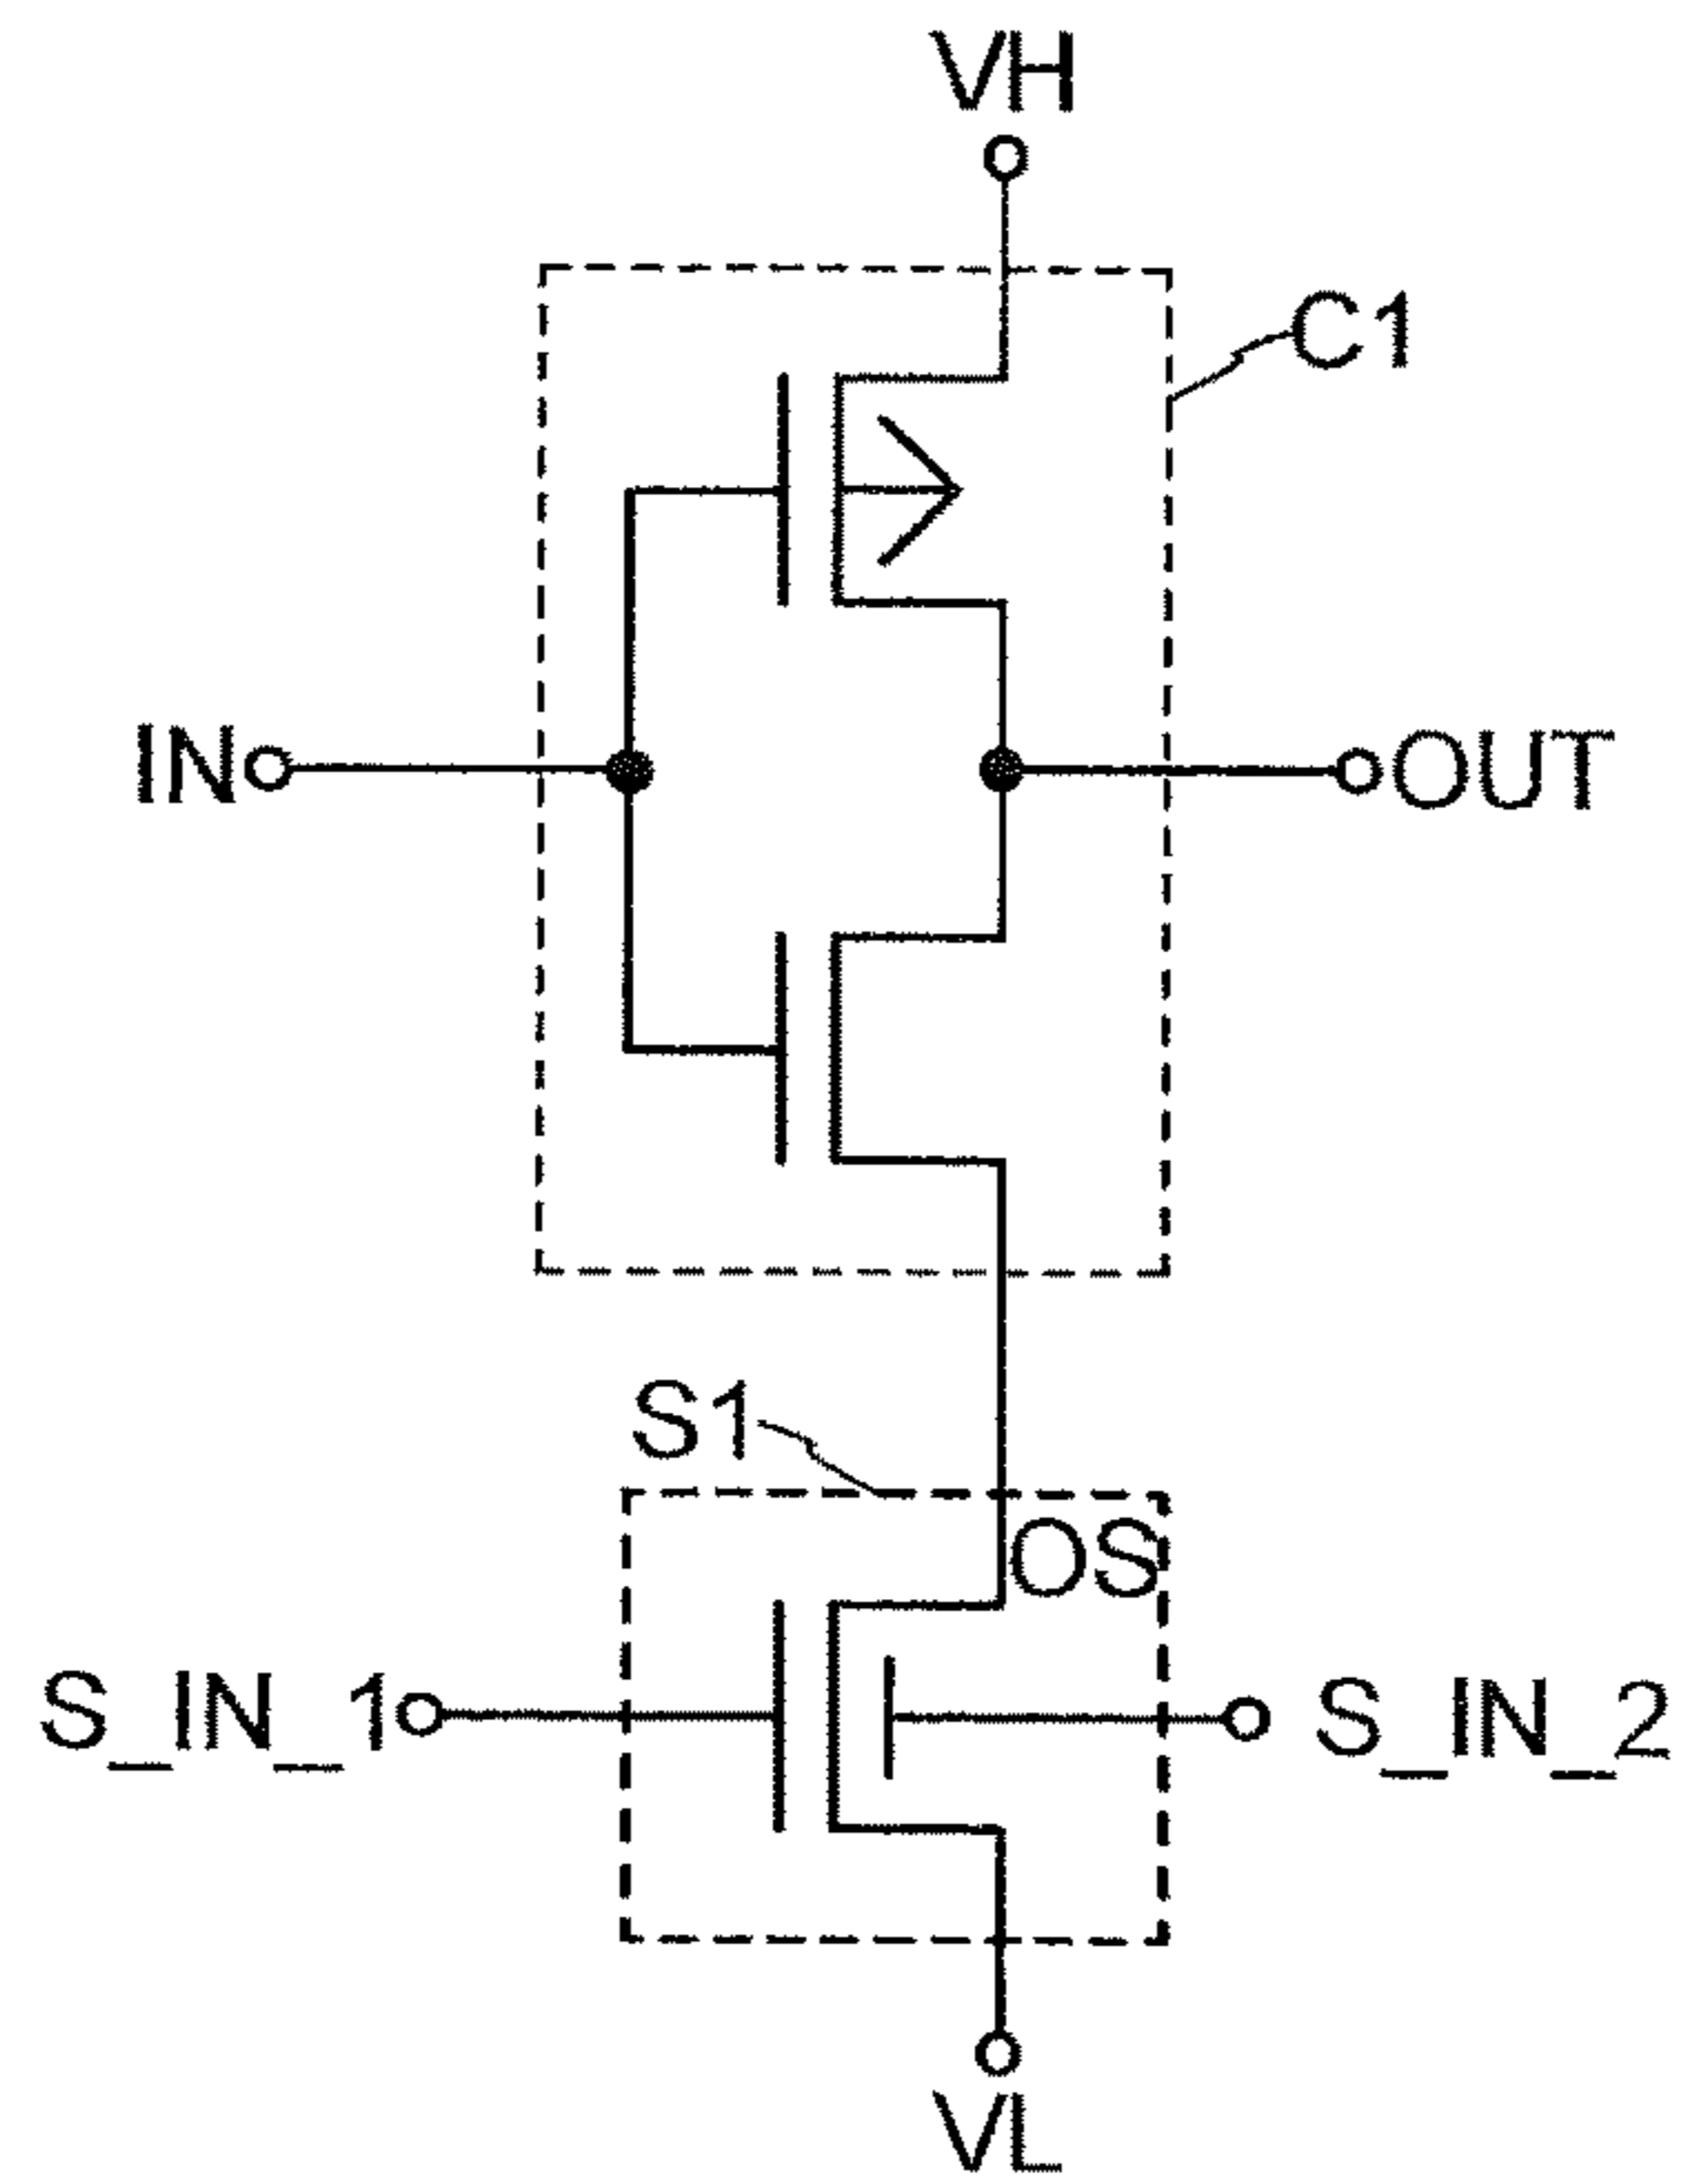 VH
C1
IN
OUT
S1
OS
S_IN_1
S_IN_2
VL